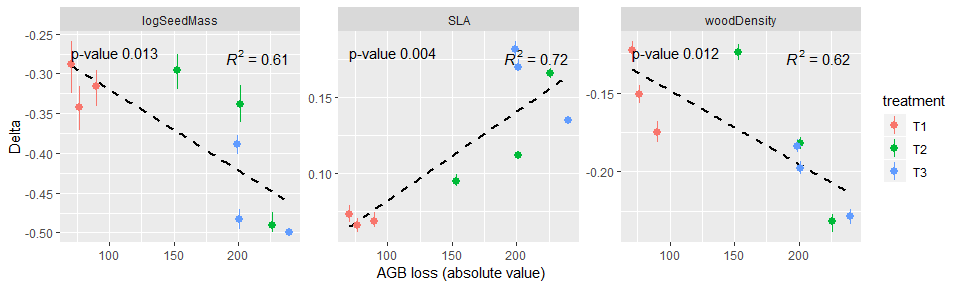 logSeedMass
SLA
woodDensity
p-value 0.013
R² = 0.61
p-value 0.004
R² = 0.72
p-value 0.012
R² = 0.62
Delta
-0.25
-0.30
-0.35
-0.40
-0.45
-0.50
0.15
0.10
-0.15
-0.20
100 150 200
100 150 200
100 150 200
AGB loss (absolute value)
treatment
T1
T2
T3